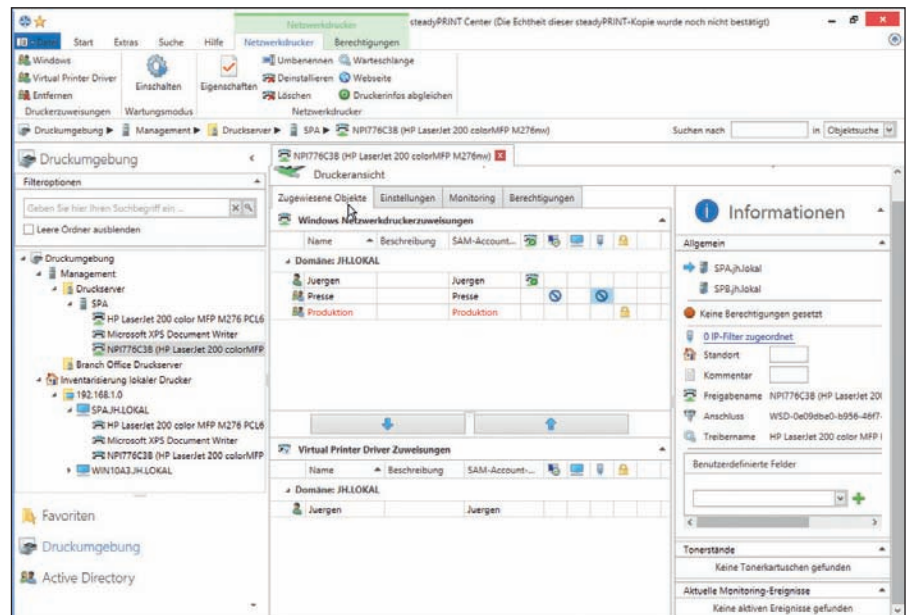 Netzwerkdrucker
steadyPRINT Center (Die Echtheit dieser steadyPRINT-Kopie wurde noch nicht bestätigt)
Datei Start Extras Suche Hilfe Netzwerkdrucker Berechtigungen
Windows
Virtual Printer Driver
Entfernen
Druckerzuweisungen
Einschalten
Wartungsmodus
Eigenschaften
Umbenennen Warteschlange
Deinstallieren Webseite
Löschen Druckerinfos abgleichen
Netzwerkdrucker
Druckumgebung Management Druckserver SPA NPI776C3B (HP LaserJet 200 colorMFP M276nw) Suchen nach in Objektsuche
Druckumgebung
Filteroptionen
Geben Sie hier Ihren Suchbegriff ein ...
Leere Ordner ausblenden
Druckumgebung
Management
Druckserver
SPA
HP LaserJet 200 color MFP M276 PCL6
Microsoft XPS Document Writer
NPI776C3B (HP LaserJet 200 colorMFP
Branch Office Druckserver
Inventarisierung lokaler Drucker
192.168.1.0
SPA.JH.LOKAL
HP LaserJet 200 color MFP M276 PCL6
Microsoft XPS Document Writer
NPI776C3B (HP LaserJet 200 colorMFP
WIN10A3.JH.LOKAL
Favoriten
Druckumgebung
Active Directory
NPI776C3B (HP LaserJet 200 colorMFP M276nw)
Druckeransicht
Zugewiesene Objekte Einstellungen Monitoring Berechtigungen
Windows Netzwerkdruckerzuweisungen
Name Beschreibung SAM-Account...
Domäne: JH.LOKAL
Juergen Juergen
Presse Presse
Produktion Produktion
Virtual Printer Driver Zuweisungen
Name Beschreibung SAM-Account-...
Domäne: JH.LOKAL
Juergen Juergen
Informationen
Allgemein
SPA.jh.lokal
SPB.jh.lokal
Keine Berechtigungen gesetzt
0 IP-Filter zugeordnet
Standort
Kommentar
Freigabename NPI776C3B (HP LaserJet 20
Anschluss WSD-0e09dbe0-b956-46f7-
Treibername HP LaserJet 200 color MFP
Benutzerdefinierte Felder
Tonerstände
Keine Tonerkartuschen gefunden
Aktuelle Monitoring-Ereignisse
Keine aktiven Ereignisse gefunden